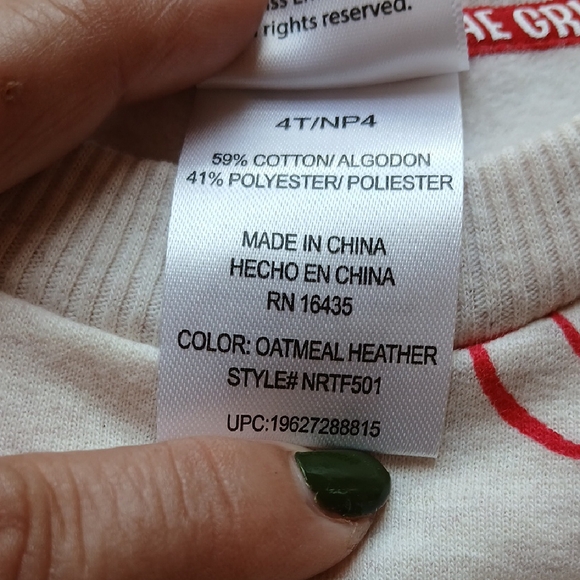 rights reserved.
4T/NP4
59% COTTON/ ALGODON
41% POLYESTER/ POLIESTER
MADE IN CHINA
HECHO EN CHINA
RN 16435
COLOR: OATMEAL HEATHER
STYLE# NRTF501
UPC:19627288815